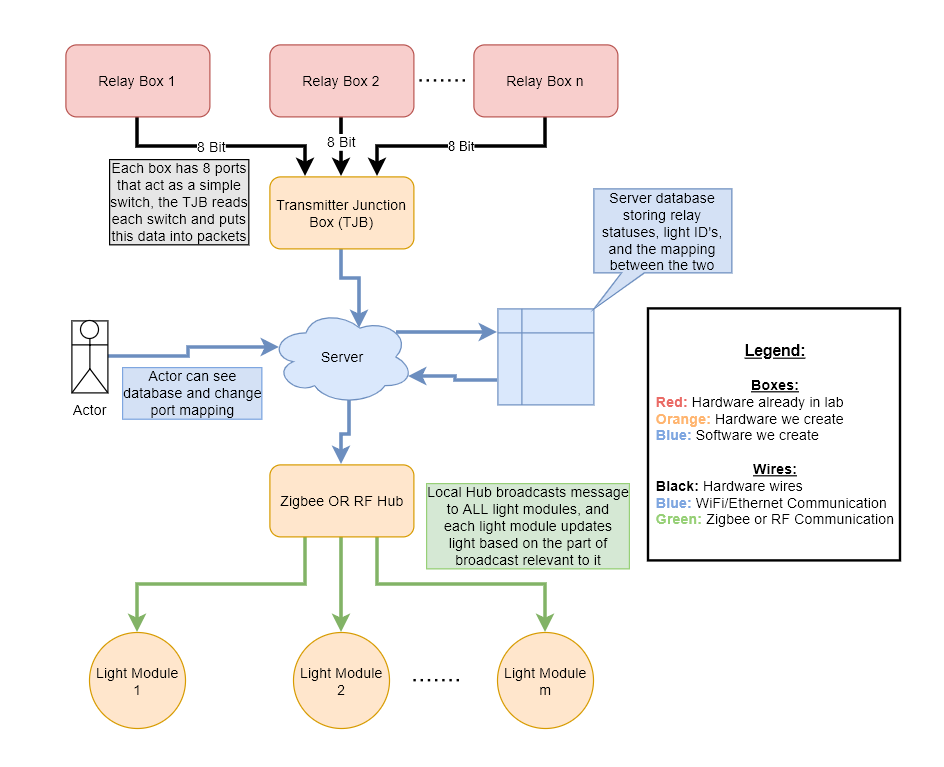 Relay Box 1
Relay Box 2
Relay Box n
8 Bit
8 Bit
8 Bit
Each box has 8 ports
that act as a simple
switch, the TJB reads
each switch and puts
this data into packets
Transmitter Junction
Box (TJB)
Server database
storing relay
statuses, light ID's,
and the mapping
between the two
Server
Actor
Actor can see
database and change
port mapping
Legend:
Boxes:
Red: Hardware already in lab
Orange: Hardware we create
Blue: Software we create
Wires:
Black: Hardware wires
Blue: WiFi/Ethernet Communication
Green: Zigbee or RF Communication
Zigbee OR RF Hub
Local Hub broadcasts message
to ALL light modules, and
each light module updates
light based on the part of
broadcast relevant to it
Light Module
1
Light Module
2
Light Module
m